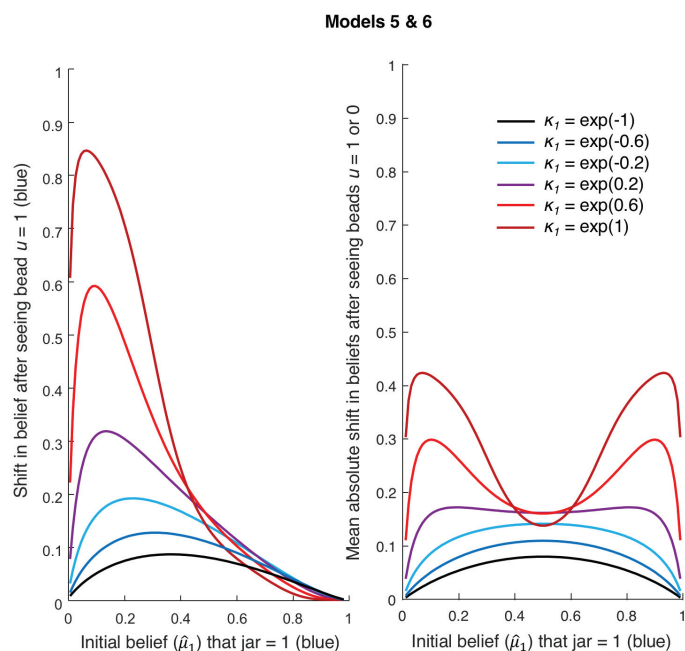 Models 5 & 6
Shift in belief after seeing bead u = 1 (blue)
1
0.9
0.8
0.7
0.6
0.5
0.4
0.3
0.2
0.1
0
0 0.2 0.4 0.6 0.8 1
Initial belief (μ̂₁) that jar = 1 (blue)
Mean absolute shift in beliefs after seeing beads u = 1 or 0
1
0.9
0.8
0.7
0.6
0.5
0.4
0.3
0.2
0.1
0
0 0.2 0.4 0.6 0.8 1
Initial belief (μ̂₁) that jar = 1 (blue)
κ₁ = exp(-1)
κ₁ = exp(-0.6)
κ₁ = exp(-0.2)
κ₁ = exp(0.2)
κ₁ = exp(0.6)
κ₁ = exp(1)